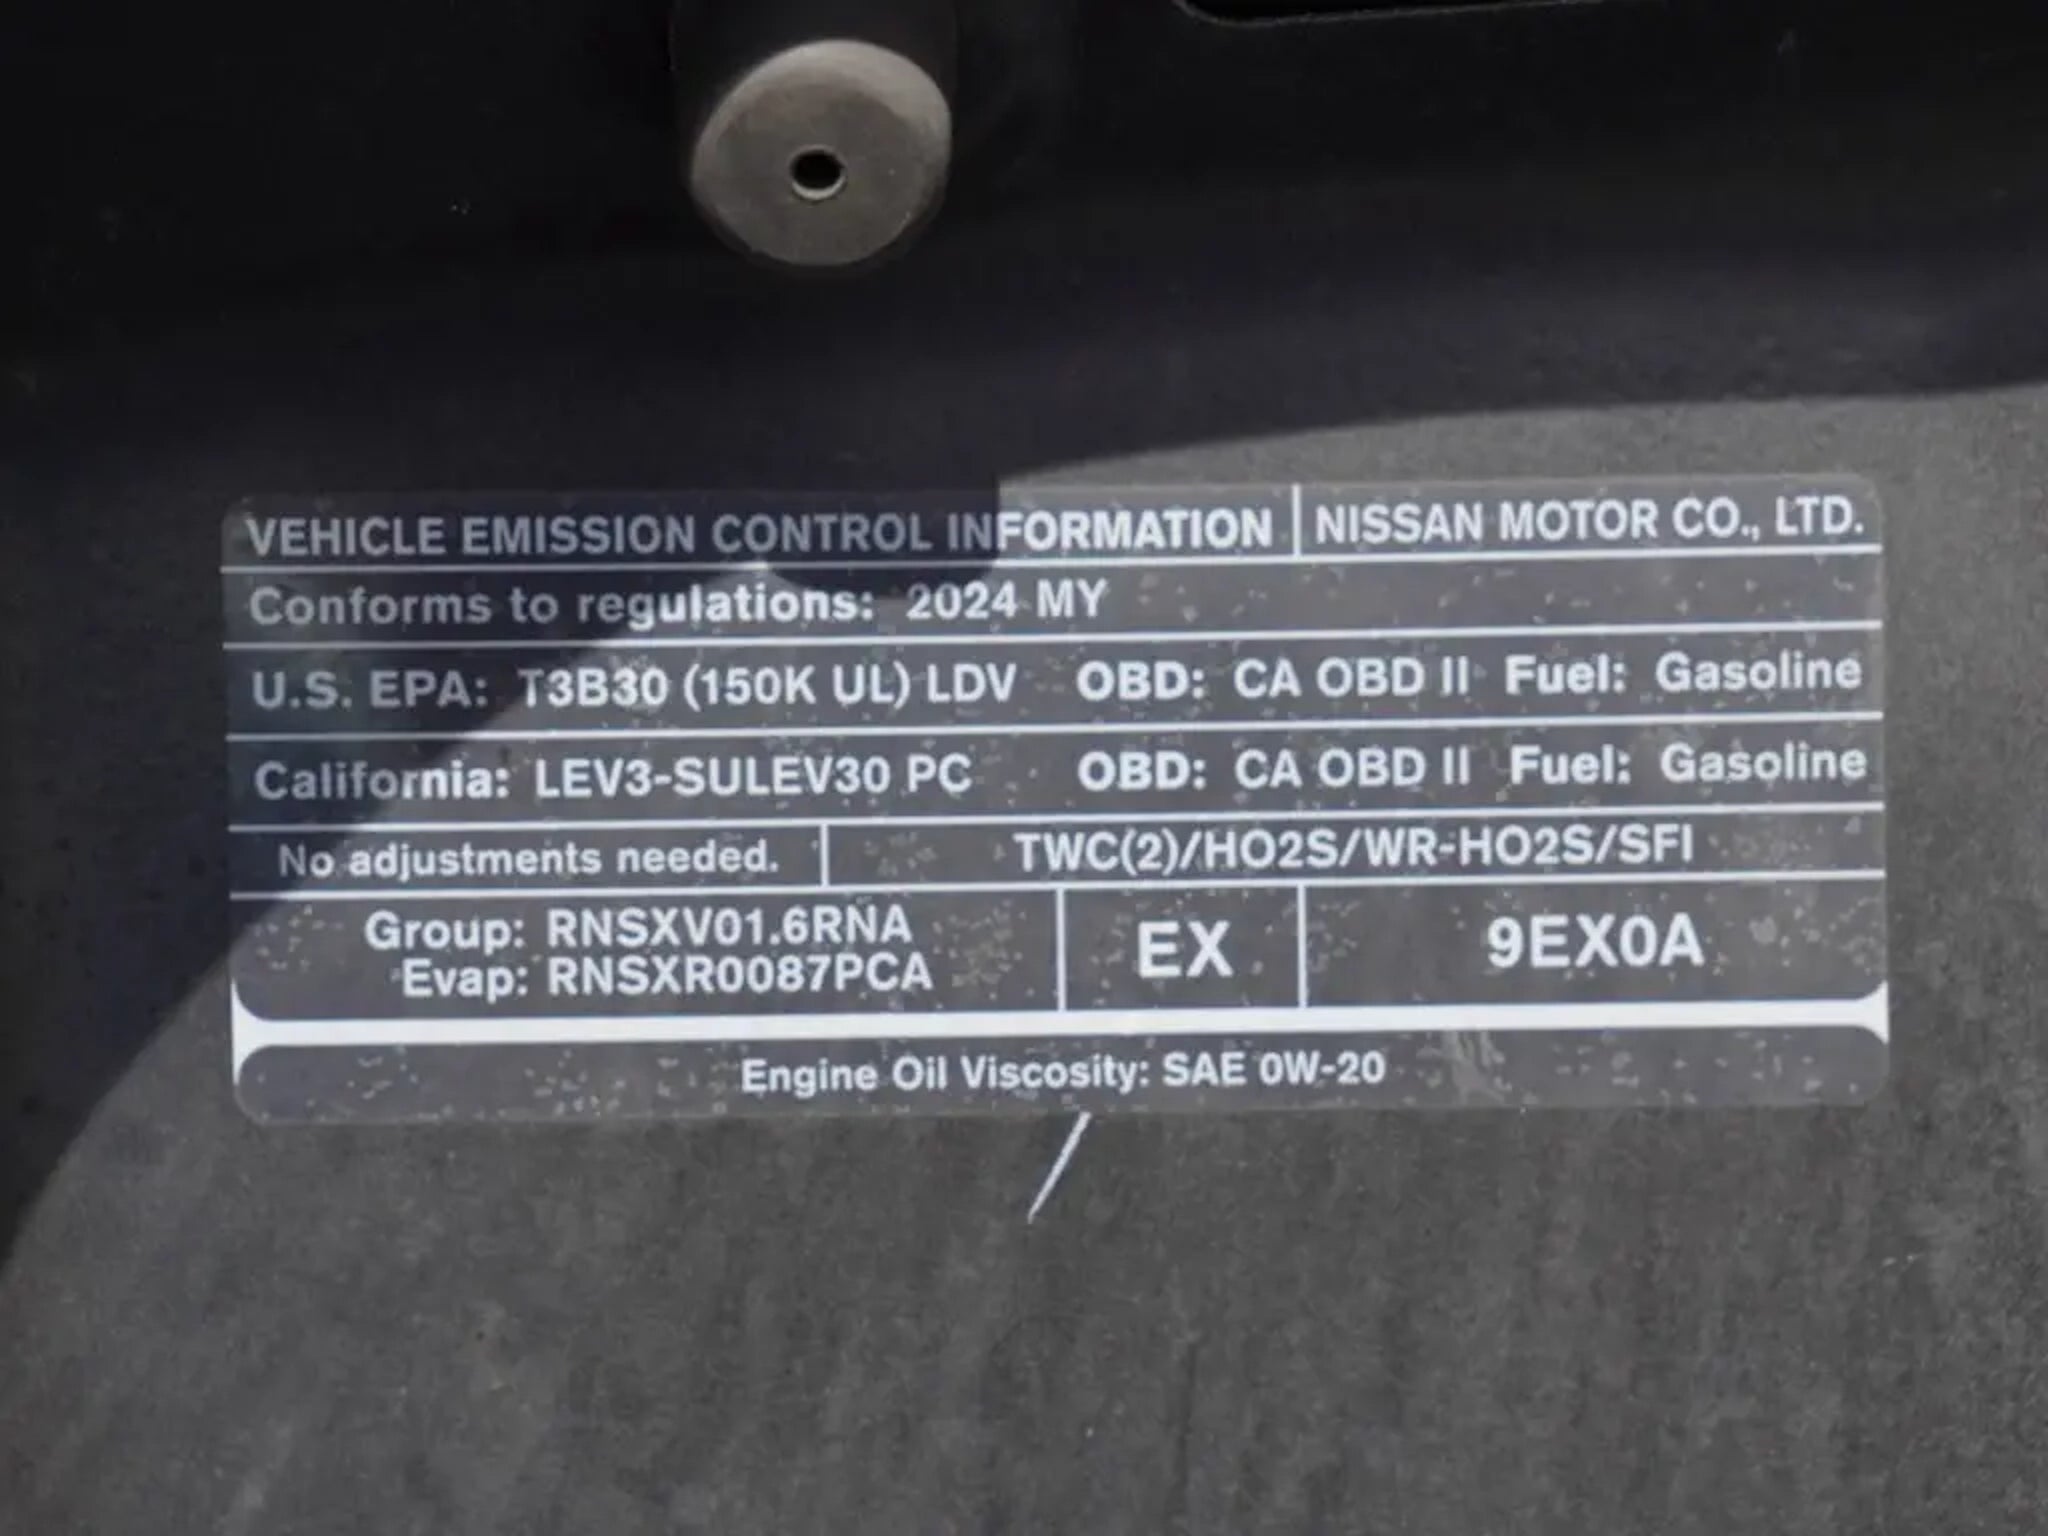 VEHICLE EMISSION CONTROL INFORMATION NISSAN MOTOR CO., LTD.
Conforms to regulations: 2024 MY
U.S. EPA: T3B30 (150K UL) LDV OBD: CA OBD II Fuel: Gasoline
California: LEV3-SULEV30 PC OBD: CA OBD II Fuel: Gasoline
No adjustments needed. TWC(2)/HO2S/WR-HO2S/SFI
Group: RNSXV01.6RNA
Evap: RNSXR0087PCA
EX
9EX0A
Engine Oil Viscosity: SAE 0W-20